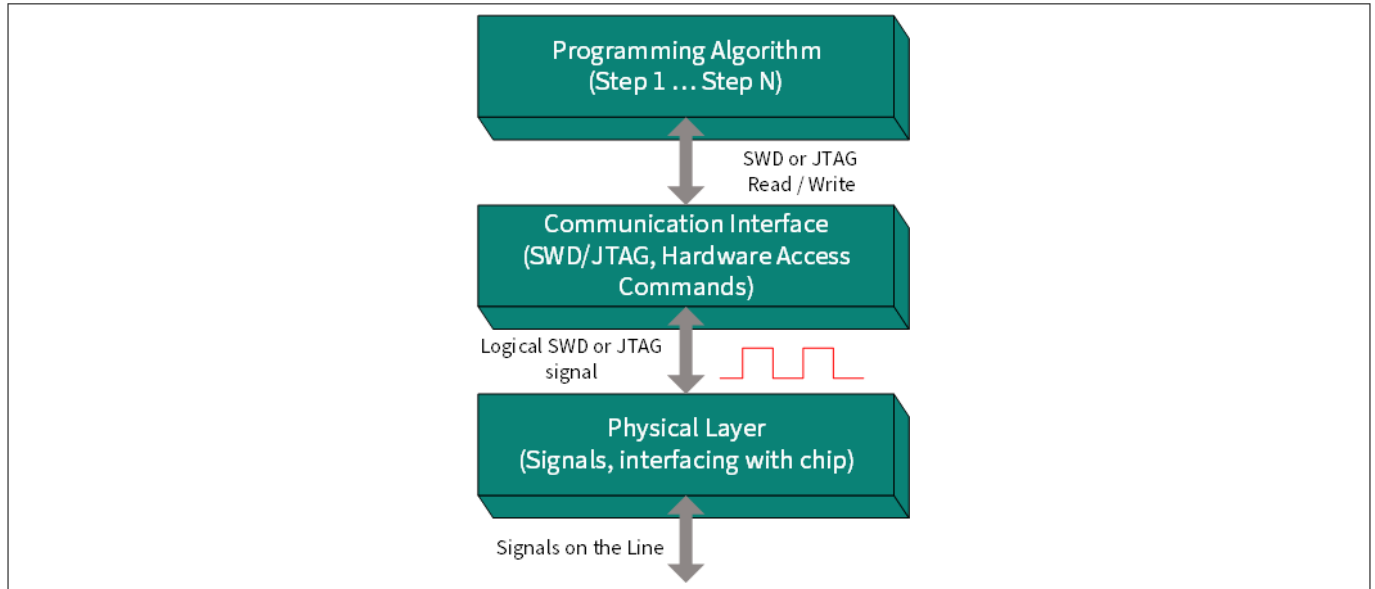 Programming Algorithm
(Step 1 ... Step N)
SWD or JTAG
Read / Write
Communication Interface
(SWD/JTAG, Hardware Access
Commands)
Logical SWD or JTAG
signal
Physical Layer
(Signals, interfacing with chip)
Signals on the Line